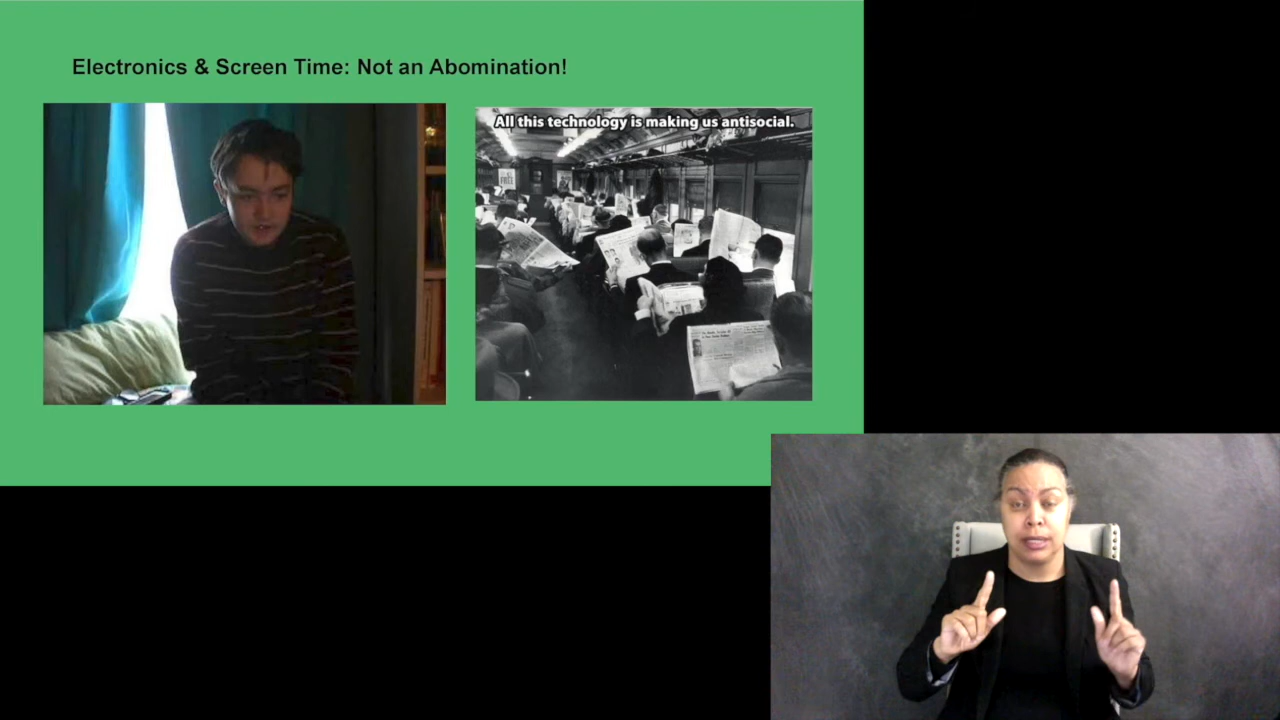 Electronics & Screen Time: Not an Abomination!
All this technology is making us antisocial.